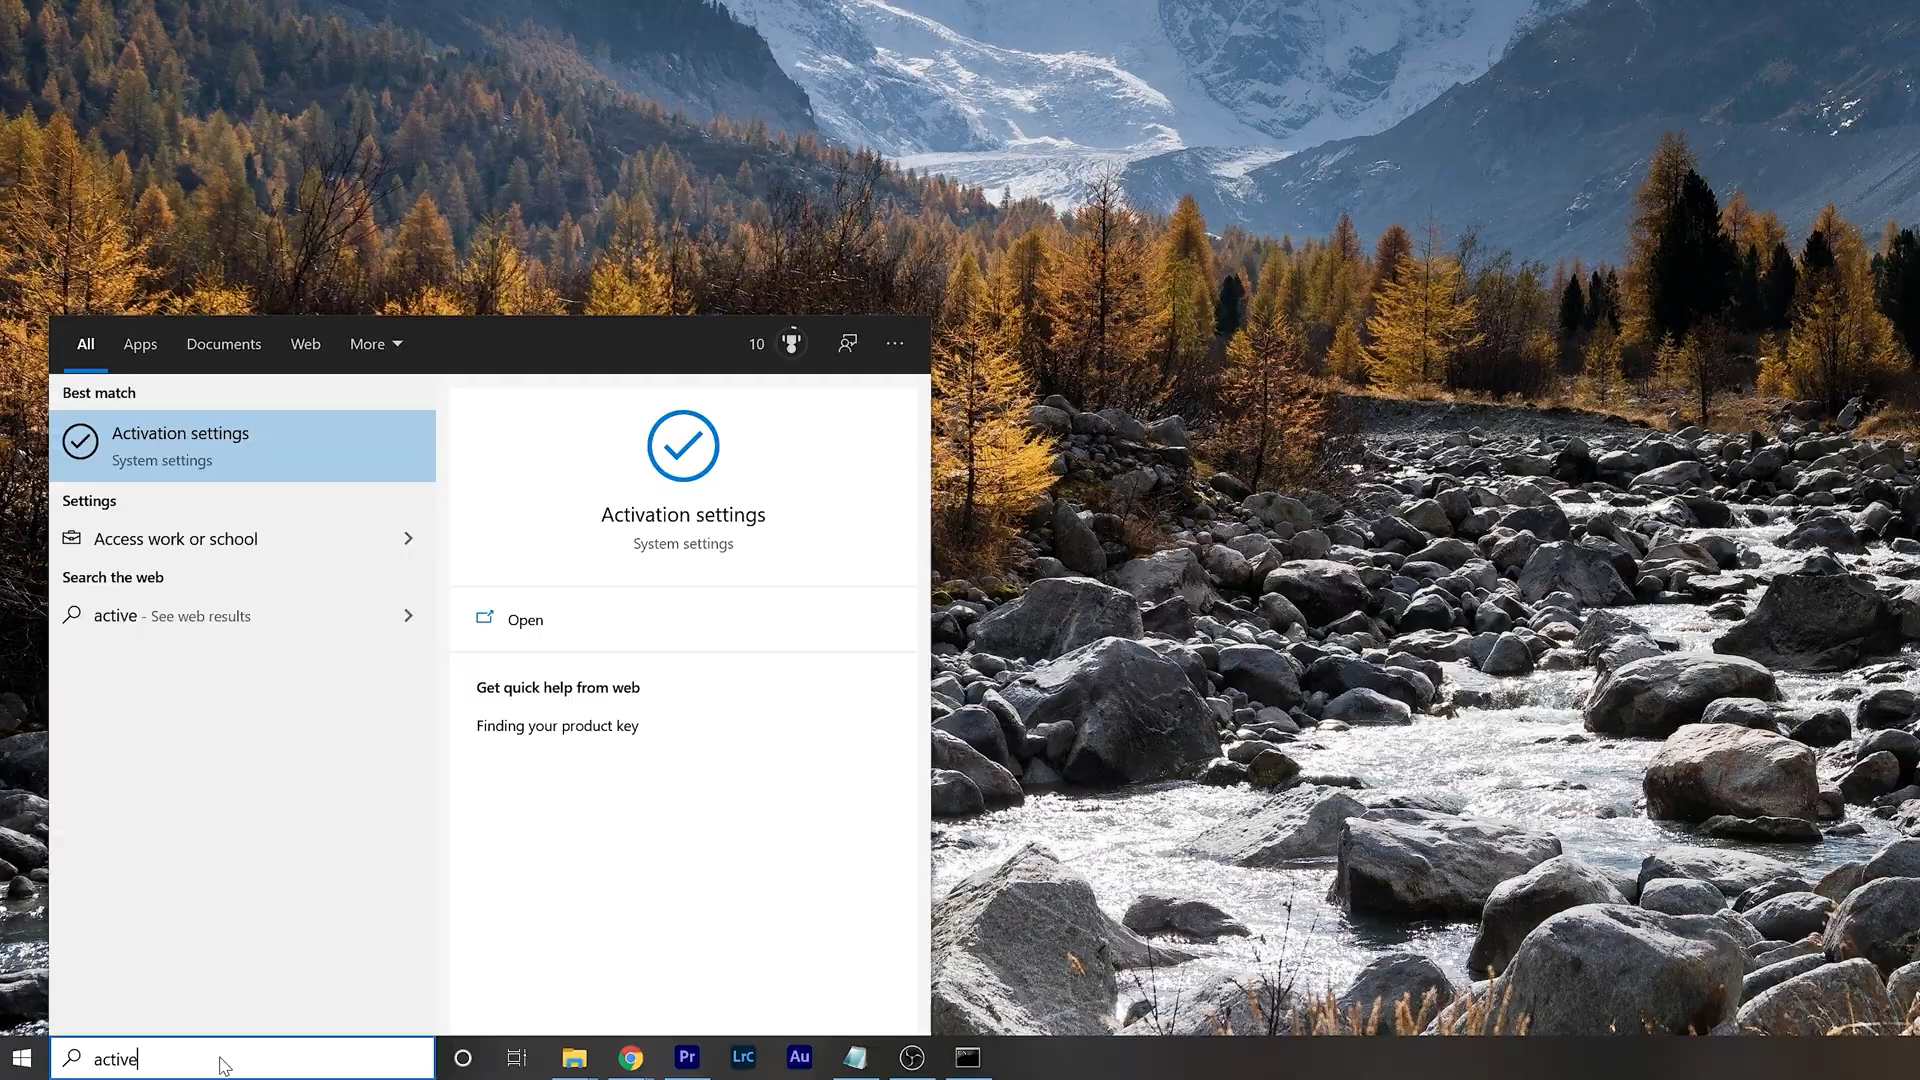 All Apps Documents Web More 10
Best match
Activation settings
System settings
Settings
Access work or school
Search the web
active - See web results
Activation settings
System settings
Open
Get quick help from web
Finding your product key
active
Pr LrC Au